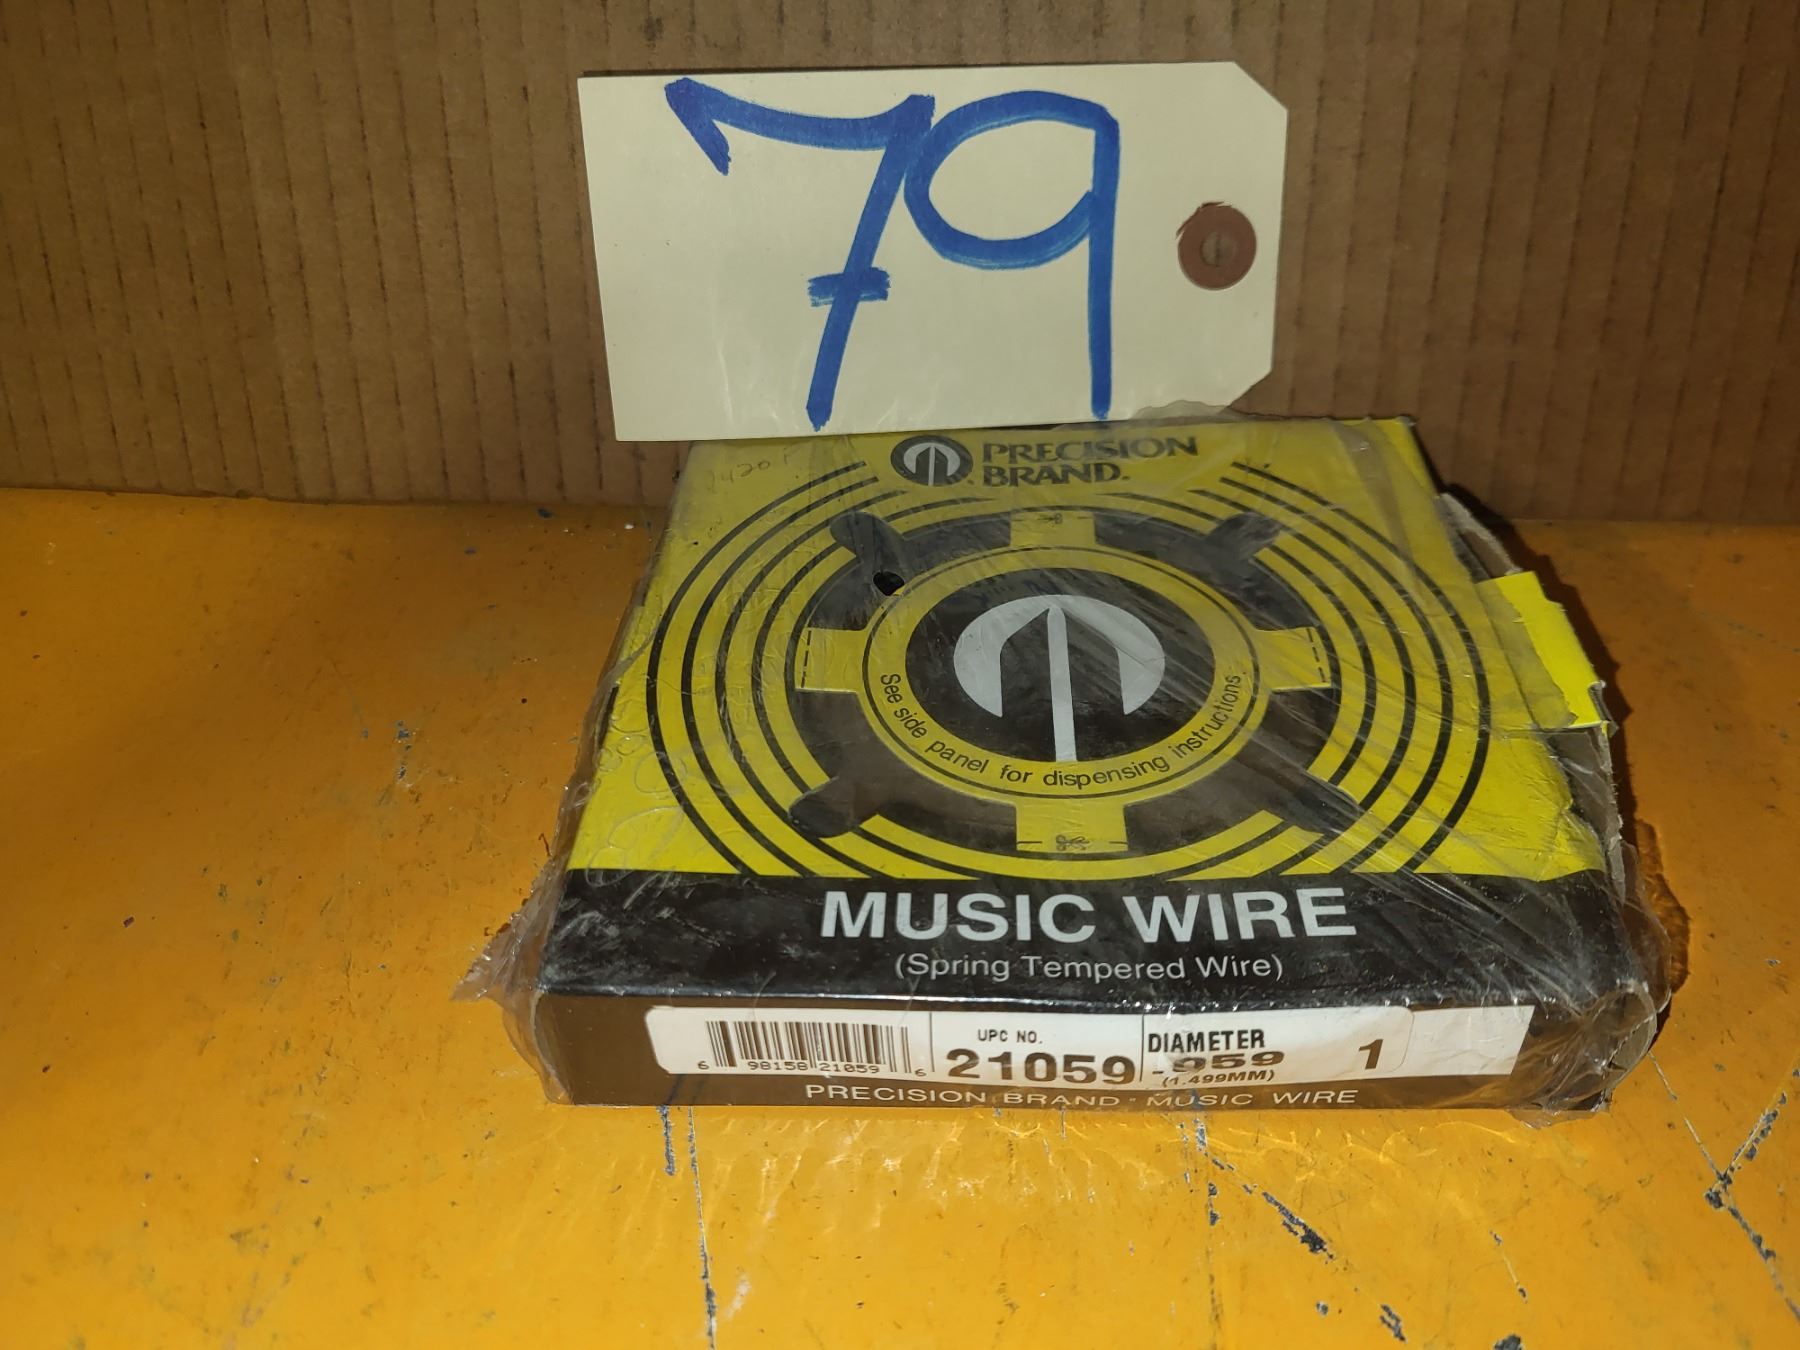 79
PRECISION
BRAND.
See side panel for dispensing instructions.
MUSIC WIRE
(Spring Tempered Wire)
6 98158 21059 6
UPC NO.
21059
DIAMETER
.059
(1.499MM)
1
PRECISION BRAND® MUSIC WIRE